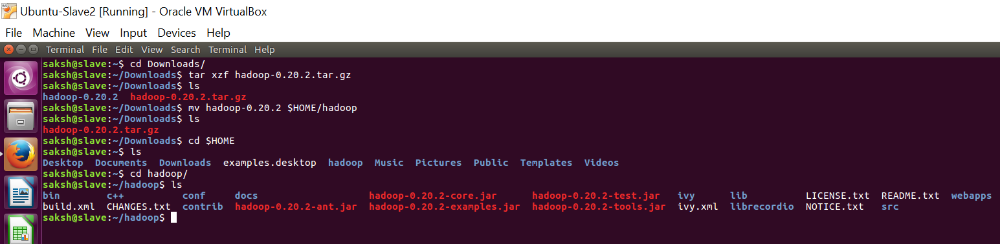 Ubuntu-Slave2 [Running] - Oracle VM VirtualBox
File Machine View Input Devices Help
Terminal File Edit View Search Terminal Help
saksh@slave:~$ cd Downloads/
saksh@slave:~/Downloads$ tar xzf hadoop-0.20.2.tar.gz
saksh@slave:~/Downloads$ ls
hadoop-0.20.2 hadoop-0.20.2.tar.gz
saksh@slave:~/Downloads$ mv hadoop-0.20.2 $HOME/hadoop
saksh@slave:~/Downloads$ ls
hadoop-0.20.2.tar.gz
saksh@slave:~/Downloads$ cd $HOME
saksh@slave:~$ ls
Desktop Documents Downloads examples.desktop hadoop Music Pictures Public Templates Videos
saksh@slave:~$ cd hadoop/
saksh@slave:~/hadoop$ ls
bin c++ conf docs hadoop-0.20.2-core.jar hadoop-0.20.2-test.jar ivy lib LICENSE.txt README.txt webapps
build.xml CHANGES.txt contrib hadoop-0.20.2-ant.jar hadoop-0.20.2-examples.jar hadoop-0.20.2-tools.jar ivy.xml librecordio NOTICE.txt src
saksh@slave:~/hadoop$